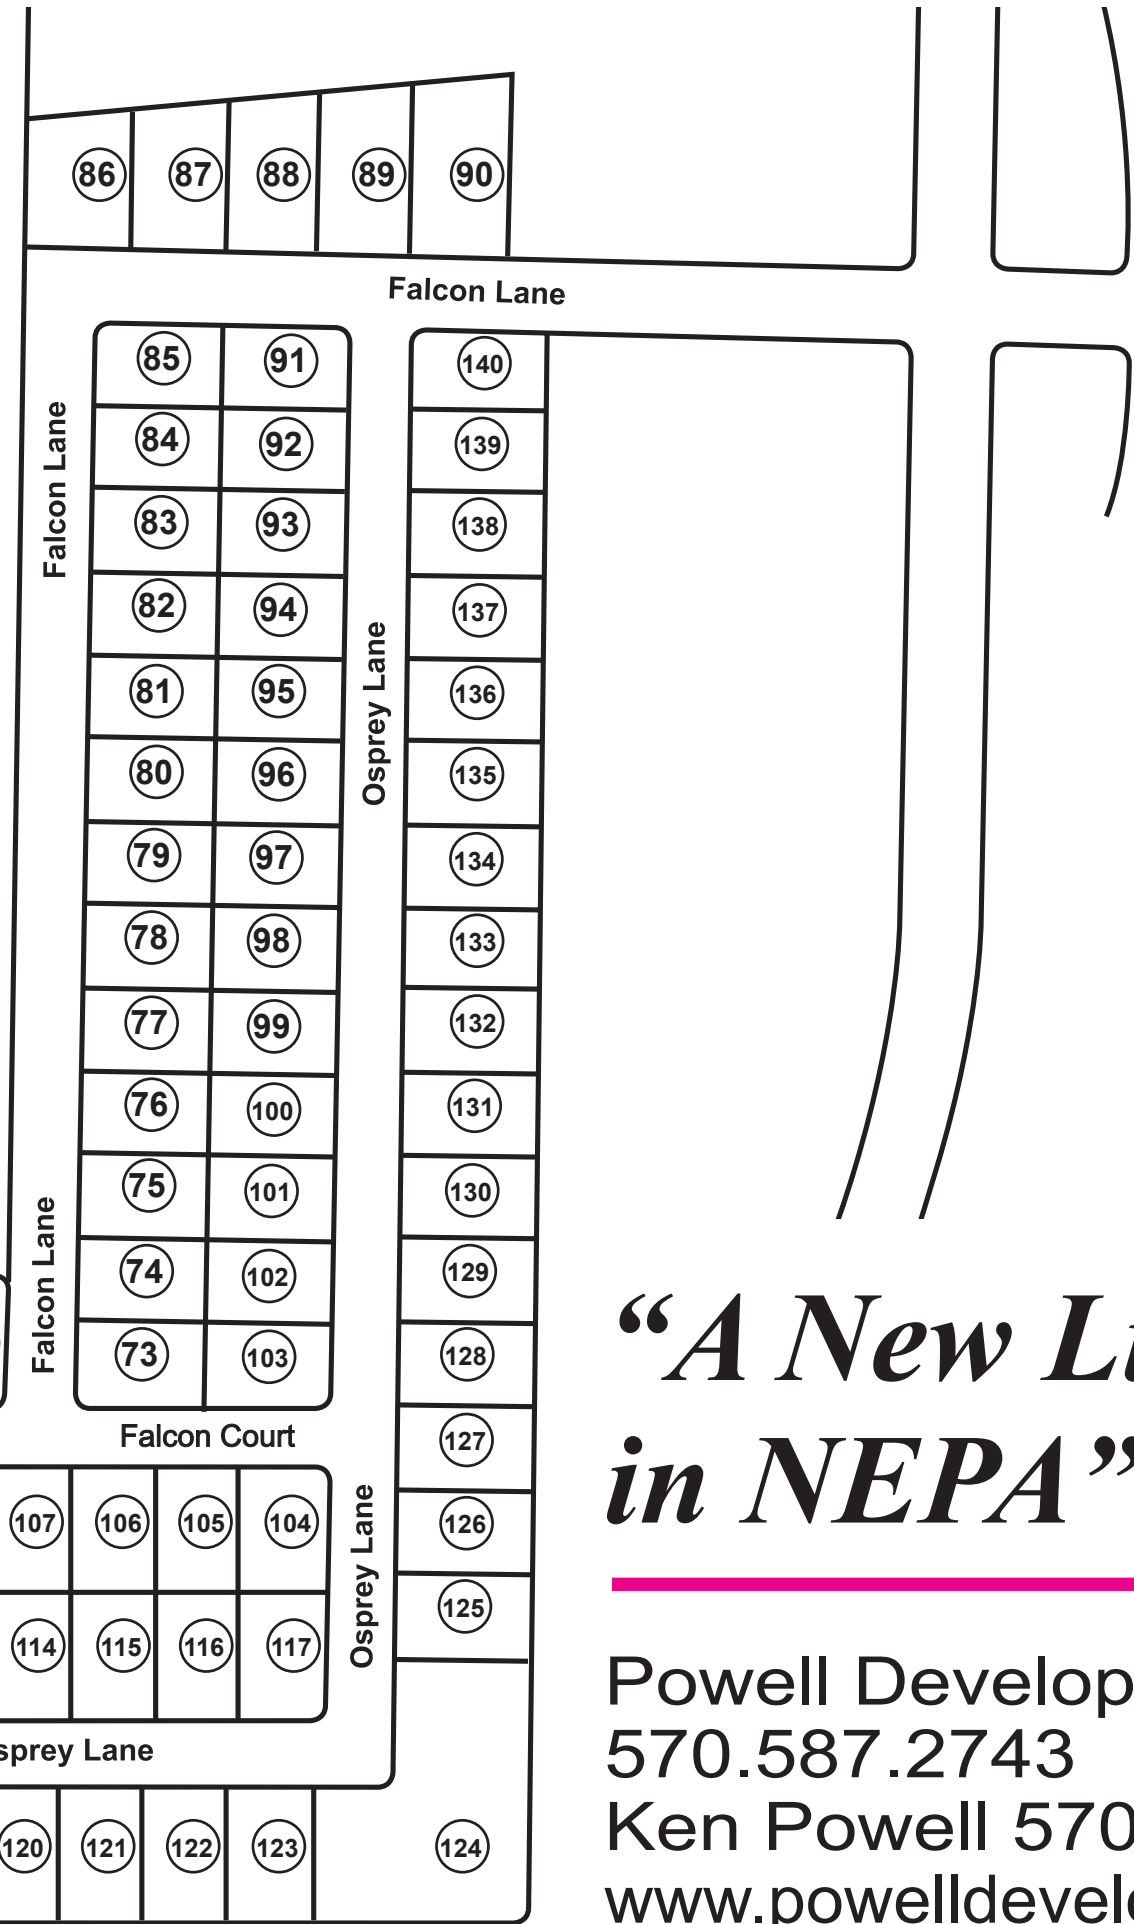 86 87 88 89 90
Falcon Lane
85 91 140
84 92 139
Falcon Lane
83 93 138
82 94 137
81 95 136
Osprey Lane
80 96 135
79 97 134
78 98 133
77 99 132
76 100 131
75 101 130
74 102 129
Falcon Lane
73 103 128
"A New Li
Falcon Court
127
in NEPA"
107 106 105 104 126
Osprey Lane
125
114 115 116 117
Powell Develop
sprey Lane
570.587.2743
Ken Powell 570
120 121 122 123 124
www.powelldevel